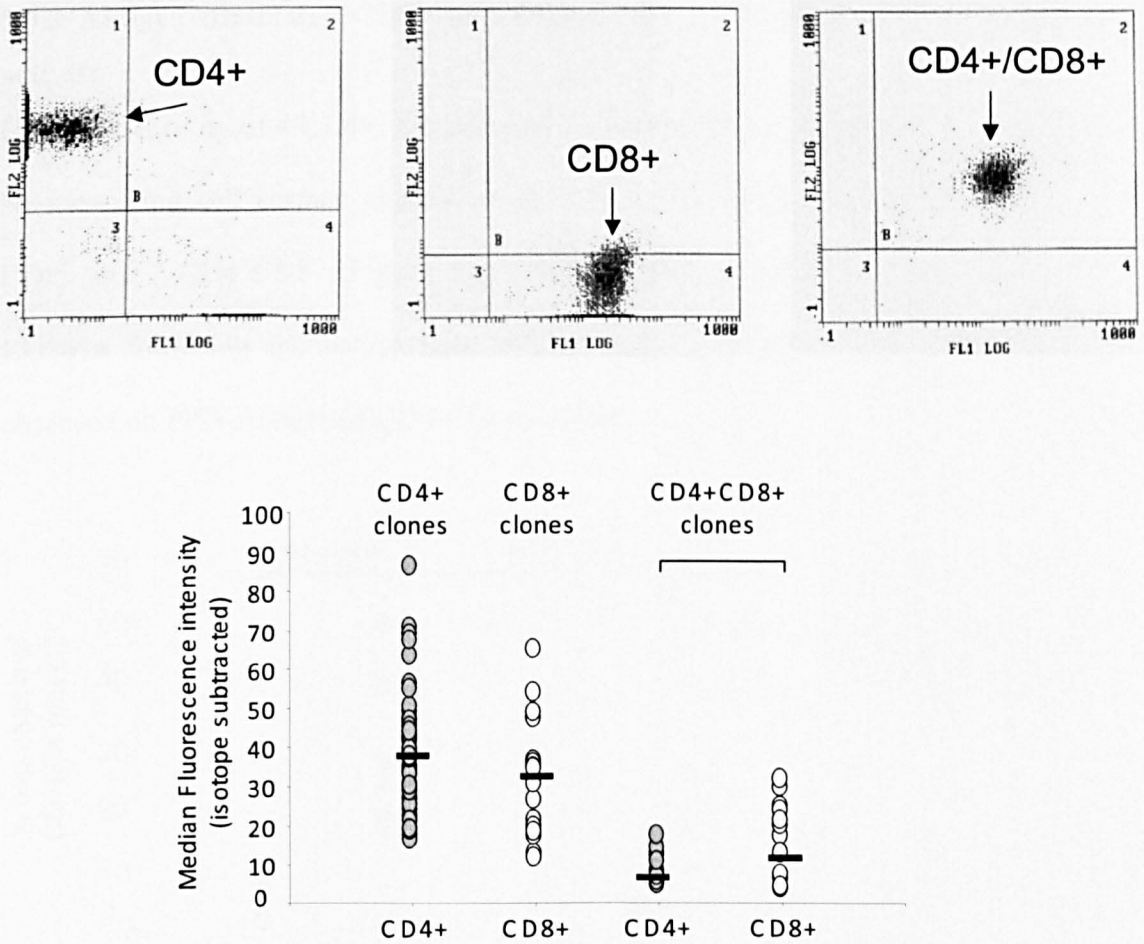 1000
1
2
CD4+
FL2 LOG
B
3
4
.1
.1
1000
FL1 LOG
1000
1
2
CD8+
FL2 LOG
B
3
4
.1
.1
1000
FL1 LOG
1000
1
2
CD4+/CD8+
FL2 LOG
B
3
4
.1
.1
1000
FL1 LOG
CD4+ CD8+ CD4+CD8+
clones clones clones
Median Fluorescence intensity
(isotope subtracted)
100
90
80
70
60
50
40
30
20
10
0
CD4+ CD8+ CD4+ CD8+